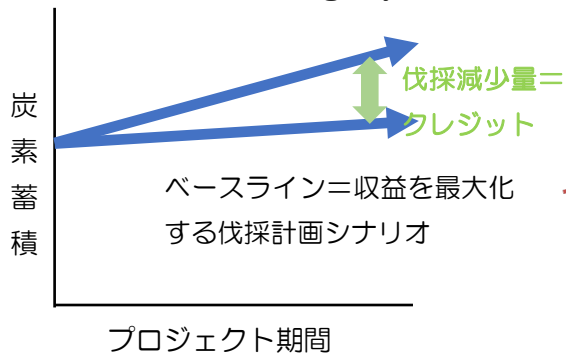 伐採減少量＝
クレジット
炭素蓄積
ベースライン＝収益を最大化
する伐採計画シナリオ
プロジェクト期間